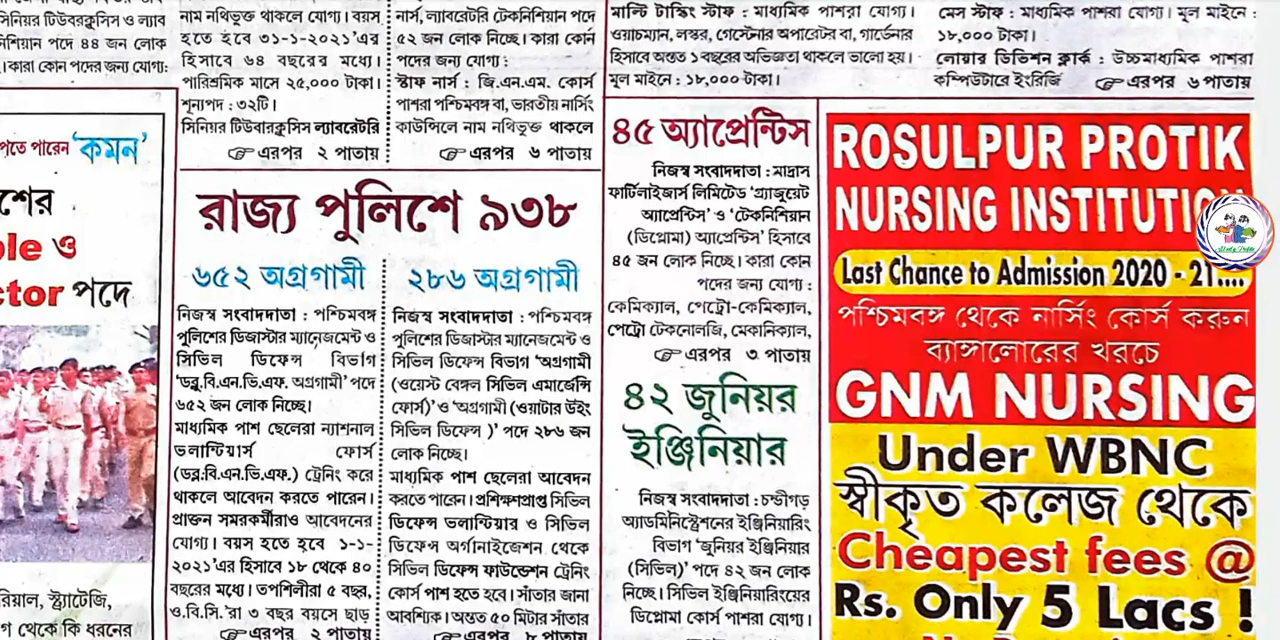 সিনিয়র টিউবারকুসিস ও ল্যাব
নিশিয়ান পদে ৪৪ জন লোক
। কারা কোন পদের জন্য যোগ্য:
নাম নথিভুক্ত থাকলে যোগ্য। বয়স
হতে হবে ৩১-১-২০২১'এর
হিসাবে ৬৪ বছরের মধ্যে।
পারিশ্রমিক মাসে ২৫,০০০ টাকা।
শূন্যপদ : ৩২টি।
সিনিয়র টিউবারকুসিস ল্যাবরেটরি
এরপর ২ পাতায়
নার্স, ল্যাবরেটরি টেকনিশিয়ান পদে
৫২ জন লোক নিচ্ছে। কারা কোন
পদের জন্য যোগ্য :
স্টাফ নার্স : জি.এন.এম. কোর্স
পাশরা পশ্চিমবঙ্গ বা, ভারতীয় নার্সিং
কাউন্সিলে নাম নথিভুক্ত থাকলে
এরপর ৬ পাতায়
মাল্টি টাস্কিং স্টাফ : মাধ্যমিক পাশরা যোগ্য।
ওয়াচম্যান, লস্কর, গেস্টেনার অপারেটর বা, গার্ডেনার
হিসাবে অন্তত ১ বছরের অভিজ্ঞতা থাকলে ভালো হয়।
মূল মাইনে : ১৮,০০০ টাকা।
মেস স্টাফ : মাধ্যমিক পাশরা যোগ্য। মূল মাইনে :
১৮,০০০ টাকা।
লোয়ার ডিভিশন ক্লার্ক : উচ্চমাধ্যমিক পাশরা
কম্পিউটারে ইংরিজি এরপর ৬ পাতায়
পেতে পারেন 'কমন'
শের
ble ও
ctor পদে
রিয়াল, স্ট্র্যাটেজি,
গ থেকে কি ধরনের
রাজ্য পুলিশে ৯৩৮
৬৫২ অগ্রগামী
নিজস্ব সংবাদদাতা : পশ্চিমবঙ্গ
পুলিশের ডিজাস্টার ম্যানেজমেন্ট ও
সিভিল ডিফেন্স বিভাগ
'ডব্লু.বি.এন.ভি.এফ. অগ্রগামী' পদে
৬৫২ জন লোক নিচ্ছে।
মাধ্যমিক পাশ ছেলেরা ন্যাশনাল
ভলান্টিয়ার্স ফোর্স
(ডব্লু.বি.এন.ভি.এফ.) ট্রেনিং করে
থাকলে আবেদন করতে পারেন।
প্রাক্তন সমরকর্মীরাও আবেদনের
যোগ্য। বয়স হতে হবে ১-১-
২০২১'এর হিসাবে ১৮ থেকে ৪০
বছরের মধ্যে। তপশিলীরা ৫ বছর,
ও.বি.সি.'রা ৩ বছর বয়সে ছাড়
এরপর ২ পাতায়
২৮৬ অগ্রগামী
নিজস্ব সংবাদদাতা : পশ্চিমবঙ্গ
পুলিশের ডিজাস্টার ম্যানেজমেন্ট ও
সিভিল ডিফেন্স বিভাগ 'অগ্রগামী
(ওয়েস্ট বেঙ্গল সিভিল এমার্জেন্সি
ফোর্স)' ও 'অগ্রগামী (ওয়াটার উইং
সিভিল ডিফেন্স )' পদে ২৮৬ জন
লোক নিচ্ছে।
মাধ্যমিক পাশ ছেলেরা আবেদন
করতে পারেন। প্রশিক্ষণপ্রাপ্ত সিভিল
ডিফেন্স ভলান্টিয়ার ও সিভিল
ডিফেন্স অর্গানাইজেশন থেকে
সিভিল ডিফেন্স ফাউন্ডেশন ট্রেনিং
কোর্স পাশ হতে হবে। সাঁতার জানা
আবশ্যিক। অন্তত ৫০ মিটার সাঁতার
এরপর ৮ পাতায়
৪৫ অ্যাপ্রেন্টিস
নিজস্ব সংবাদদাতা : মাদ্রাস
ফার্টিলাইজার্স লিমিটেড 'গ্র্যাজুয়েট
অ্যাপ্রেন্টিস' ও 'টেকনিশিয়ান
(ডিপ্লোমা) অ্যাপ্রেন্টিস' হিসাবে
৪৫ জন লোক নিচ্ছে। কারা কোন
পদের জন্য যোগ্য :
কেমিক্যাল, পেট্রো-কেমিক্যাল,
পেট্রো টেকনোলজি, মেকানিক্যাল,
এরপর ৩ পাতায়
৪২ জুনিয়র
ইঞ্জিনিয়ার
নিজস্ব সংবাদদাতা : চণ্ডীগড়
অ্যাডমিনিস্ট্রেশনের ইঞ্জিনিয়ারিং
বিভাগ 'জুনিয়র ইঞ্জিনিয়ার
(সিভিল)' পদে ৪২ জন লোক
নিচ্ছে। সিভিল ইঞ্জিনিয়ারিংয়ের
ডিপ্লোমা কোর্স পাশরা যোগ্য।
ROSULPUR PROTIK
NURSING INSTITUTION
Last Chance to Admission 2020 - 21....
পশ্চিমবঙ্গ থেকে নার্সিং কোর্স করুন
ব্যাঙ্গালোরের খরচে
GNM NURSING
Under WBNC
স্বীকৃত কলেজ থেকে
Cheapest fees @
Rs. Only 5 Lacs !